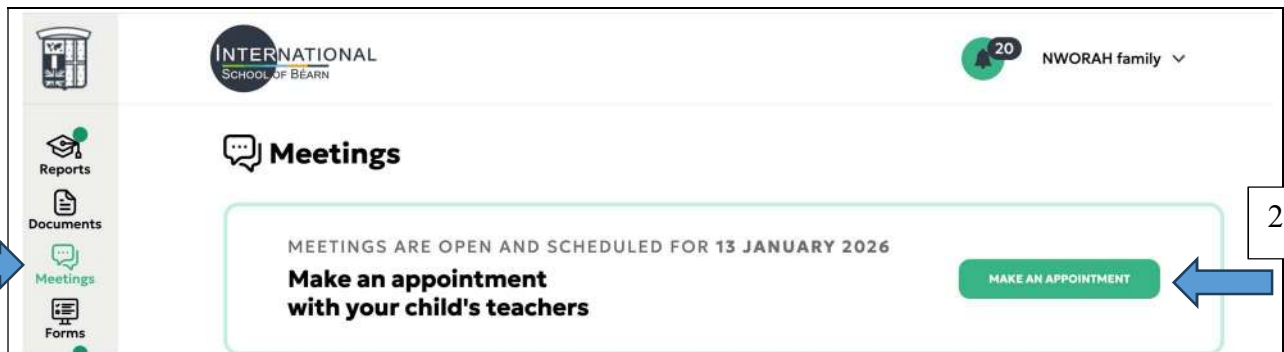 INTERNATIONAL
SCHOOL OF BÉARN
20
NWORAH family
Reports
Documents
Meetings
Forms
Meetings
MEETINGS ARE OPEN AND SCHEDULED FOR 13 JANUARY 2026
Make an appointment
with your child's teachers
MAKE AN APPOINTMENT
2